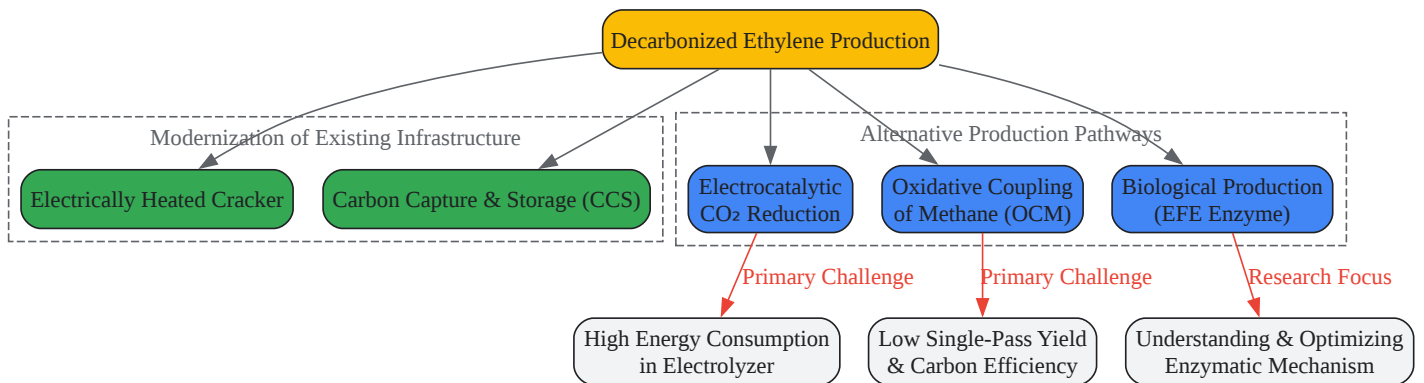 Decarbonized Ethylene Production
Modernization of Existing Infrastructure
Alternative Production Pathways
Electrically Heated Cracker
Carbon Capture & Storage (CCS)
Electrocatalytic
CO₂ Reduction
Oxidative Coupling
of Methane (OCM)
Biological Production
(EFE Enzyme)
Primary Challenge
Primary Challenge
Research Focus
High Energy Consumption
in Electrolyzer
Low Single-Pass Yield
& Carbon Efficiency
Understanding & Optimizing
Enzymatic Mechanism